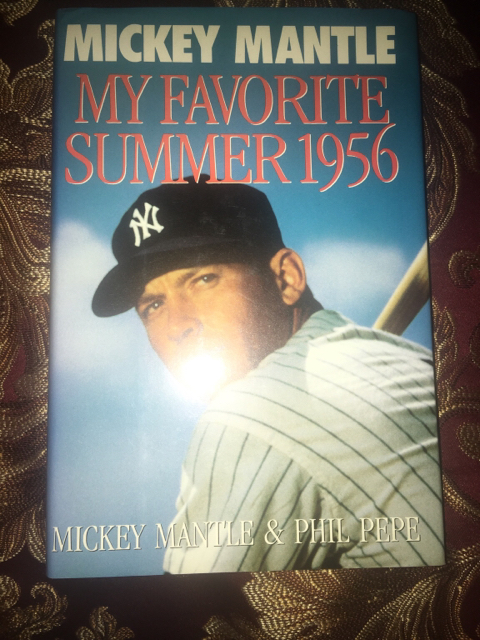 MICKEY MANTLE
MY FAVORITE
SUMMER 1956
NY
MICKEY MANTLE & PHIL PEPE